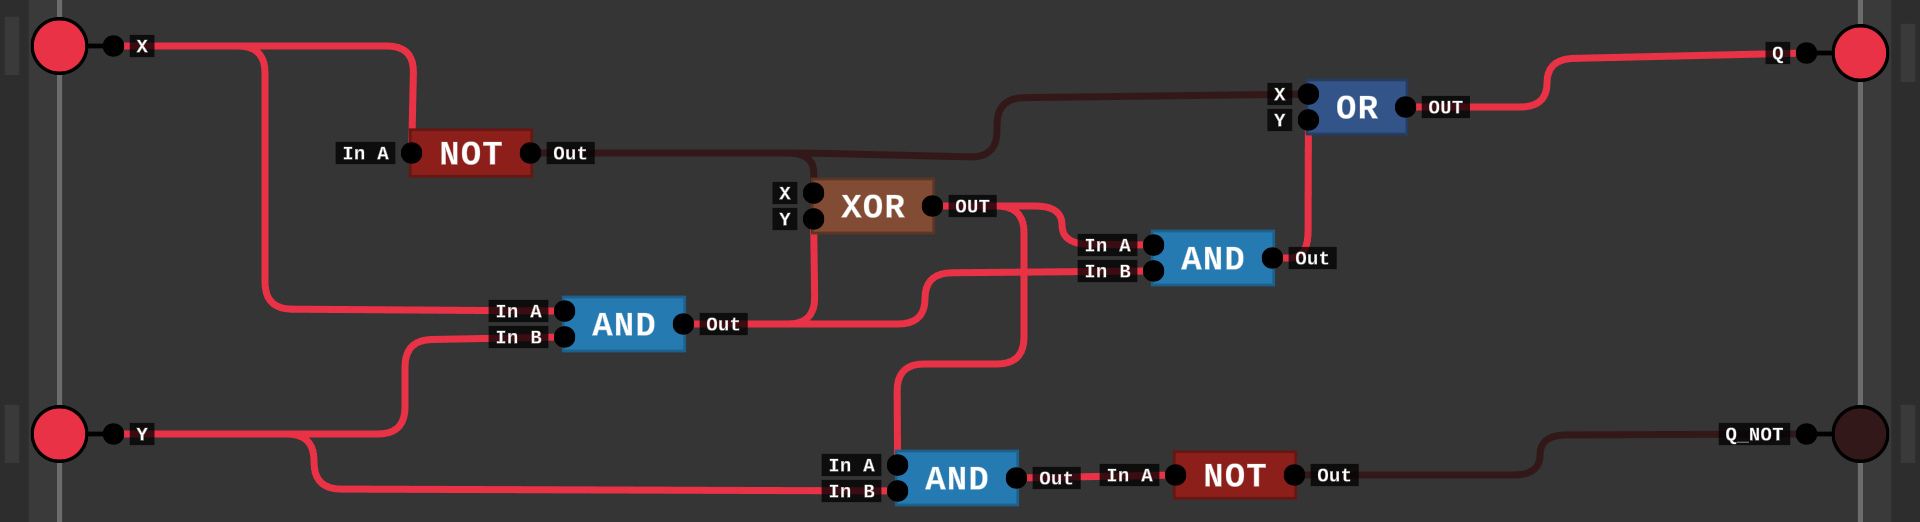 X
Q
X
Y
OR
OUT
In A
NOT
Out
X
Y
XOR
OUT
In A
In B
AND
Out
In A
In B
AND
Out
Y
Q_NOT
In A
In B
AND
Out
In A
NOT
Out